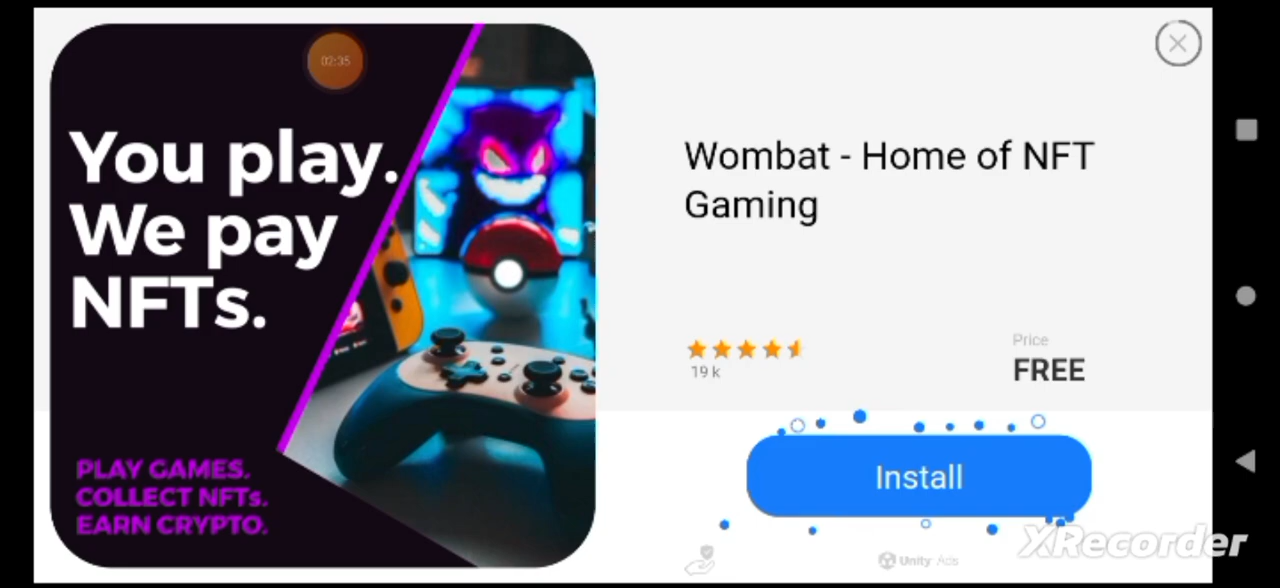 02:35
You play.
We pay
NFTs.
PLAY GAMES.
COLLECT NFTs.
EARN CRYPTO.
Wombat - Home of NFT
Gaming
19 k
Price
FREE
Install
Unity Ads
XRecorder